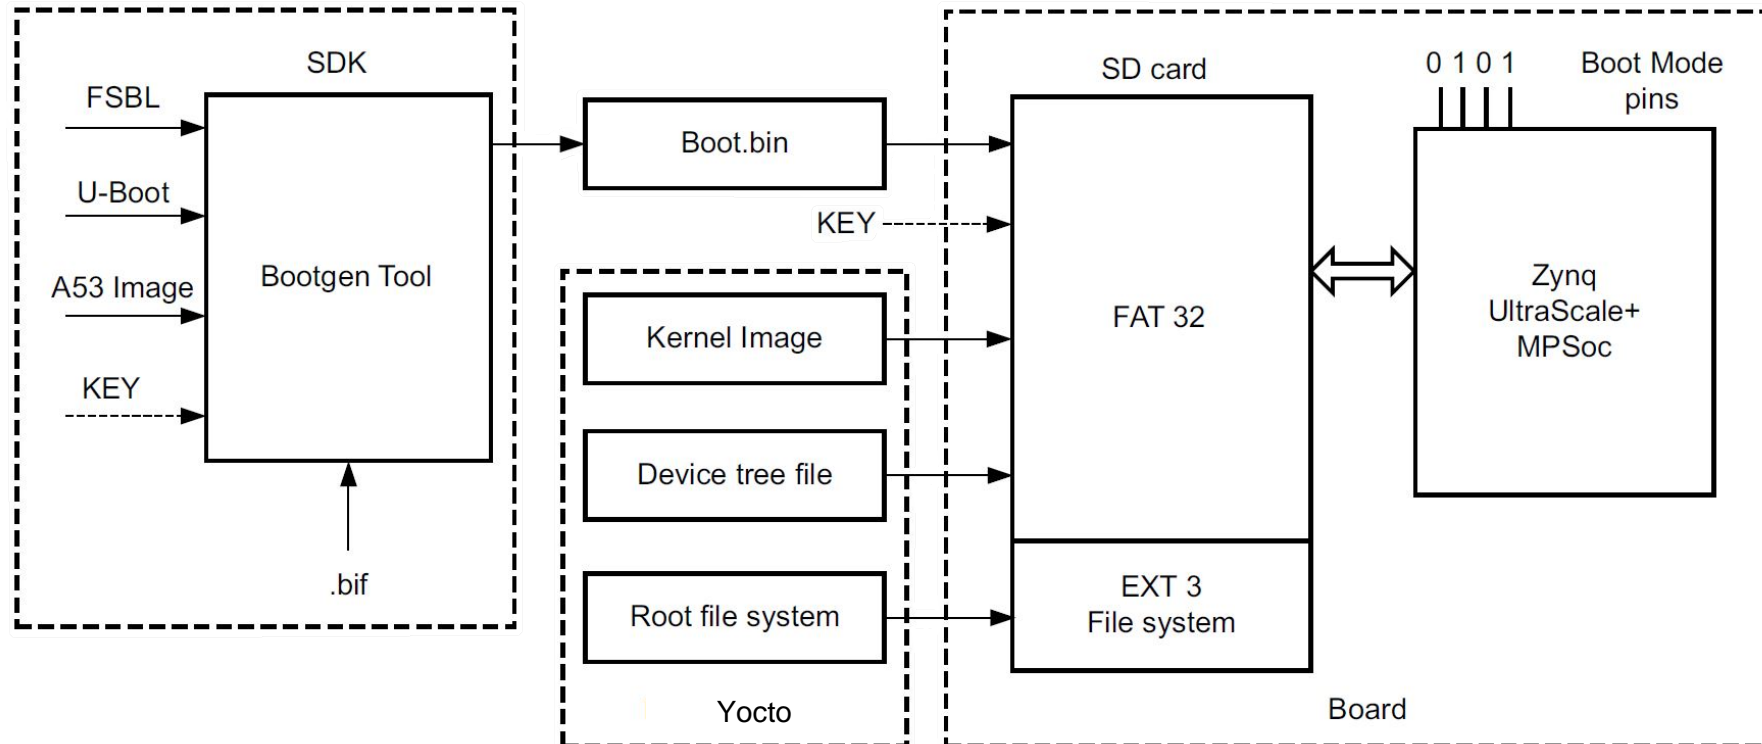 SDK
FSBL
U-Boot
A53 Image
KEY
Bootgen Tool
.bif
Boot.bin
KEY
Kernel Image
Device tree file
Root file system
Yocto
SD card
FAT 32
EXT 3
File system
0 1 0 1
Boot Mode
pins
Zynq
UltraScale+
MPSoc
Board